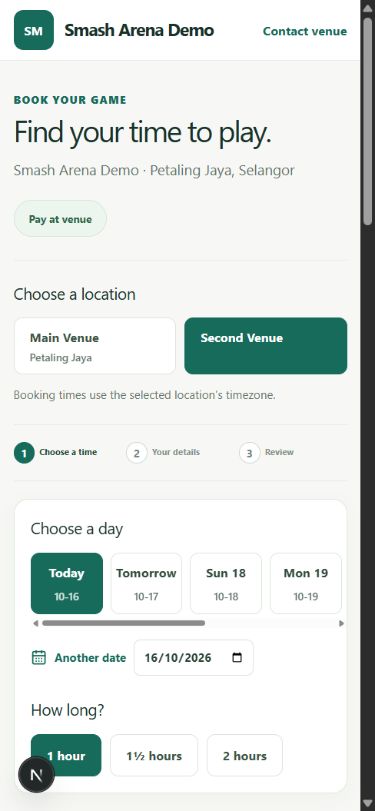 SM Smash Arena Demo Contact venue
BOOK YOUR GAME
Find your time to play.
Smash Arena Demo · Petaling Jaya, Selangor
Pay at venue
Choose a location
Main Venue
Petaling Jaya
Second Venue
Booking times use the selected location's timezone.
1 Choose a time 2 Your details 3 Review
Choose a day
Today Tomorrow Sun 18 Mon 19
10-16 10-17 10-18 10-19
Another date 16/10/2026
How long?
1 hour 1½ hours 2 hours
N